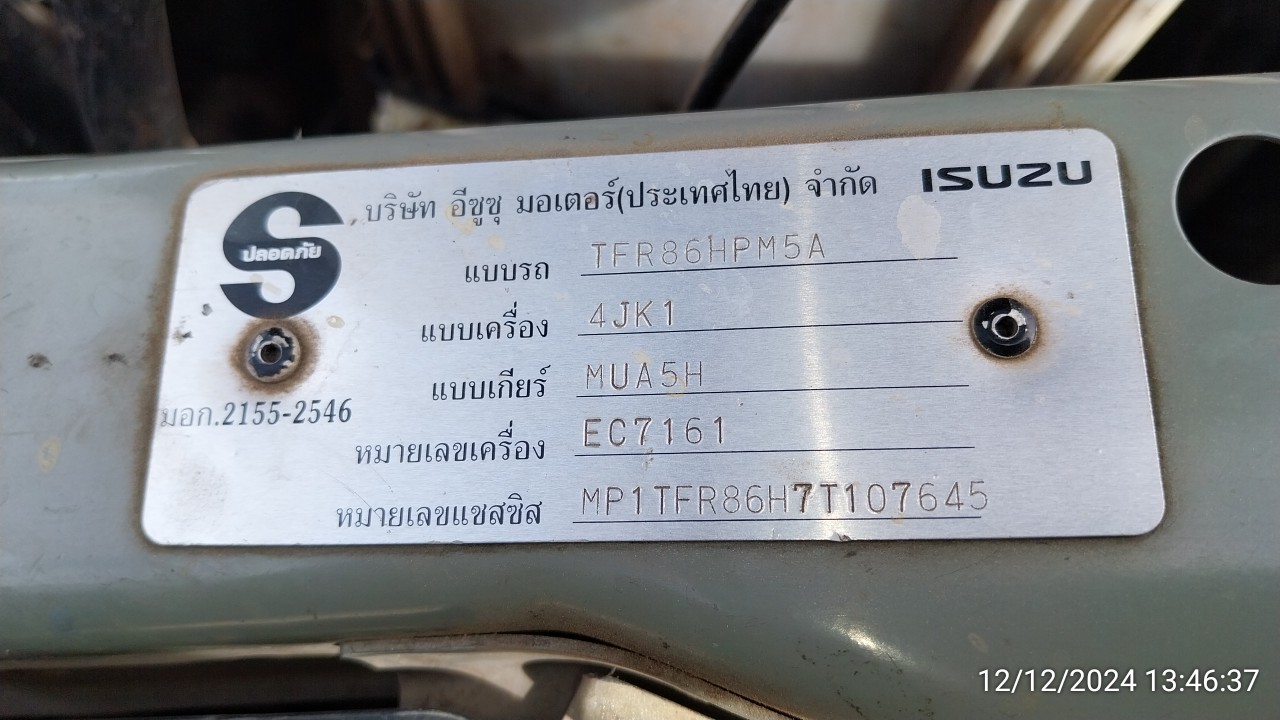 บริษัท อีซูซุ มอเตอร์(ประเทศไทย) จำกัด ISUZU
S
ปลอดภัย
แบบรถ TFR86HPM5A
แบบเครื่อง 4JK1
แบบเกียร์ MUA5H
มอก.2155-2546
หมายเลขเครื่อง EC7161
หมายเลขแชสซิส MP1TFR86H7T107645
12/12/2024 13:46:37